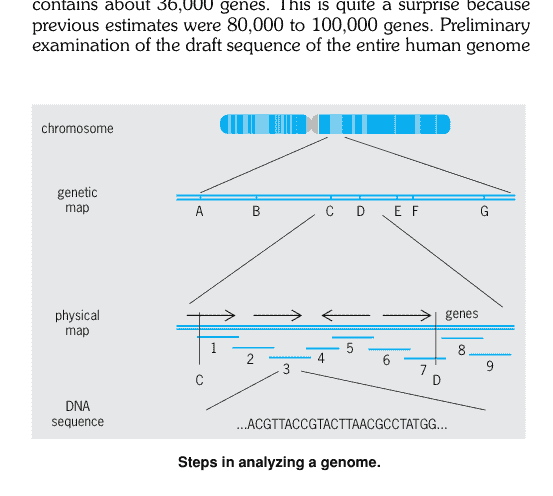 contains about 36,000 genes. This is quite a surprise because
previous estimates were 80,000 to 100,000 genes. Preliminary
examination of the draft sequence of the entire human genome
chromosome
genetic
map
A B C D E F G
physical
map
genes
1 2 3 4 5 6 7 8 9
C D
DNA
sequence
...ACGTTACCGTACTTAACGCCTATGG...
Steps in analyzing a genome.